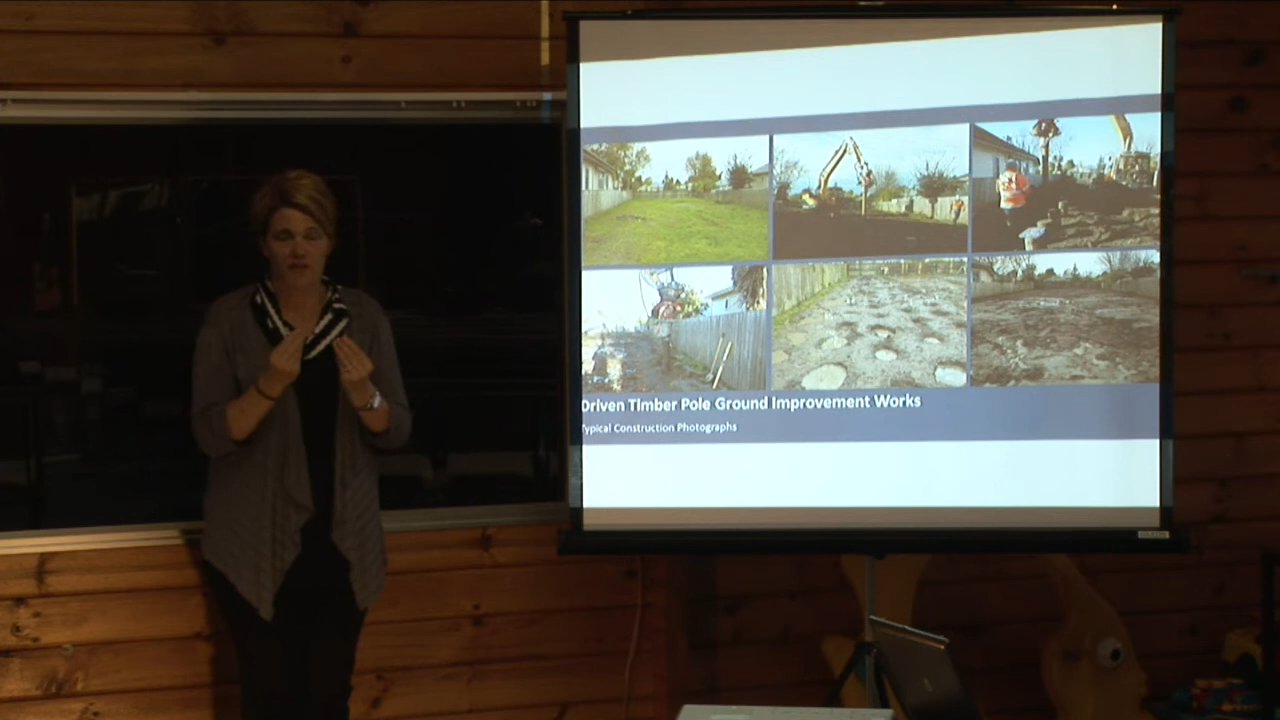 Driven Timber Pole Ground Improvement Works
Typical Construction Photographs